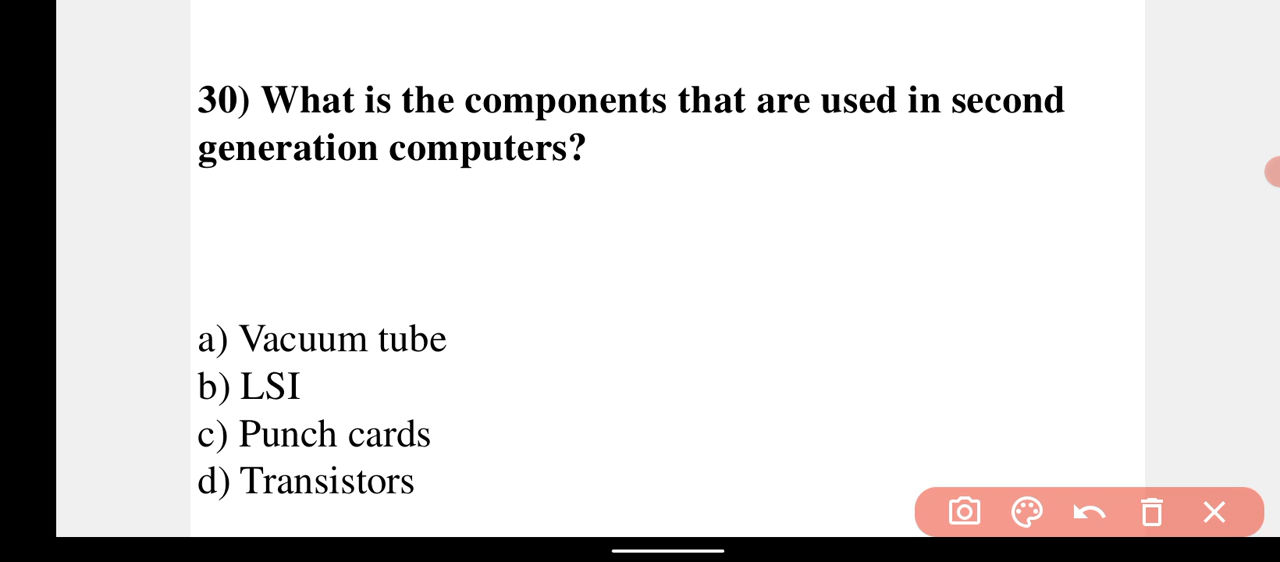 30) What is the components that are used in second
generation computers?
a) Vacuum tube
b) LSI
c) Punch cards
d) Transistors